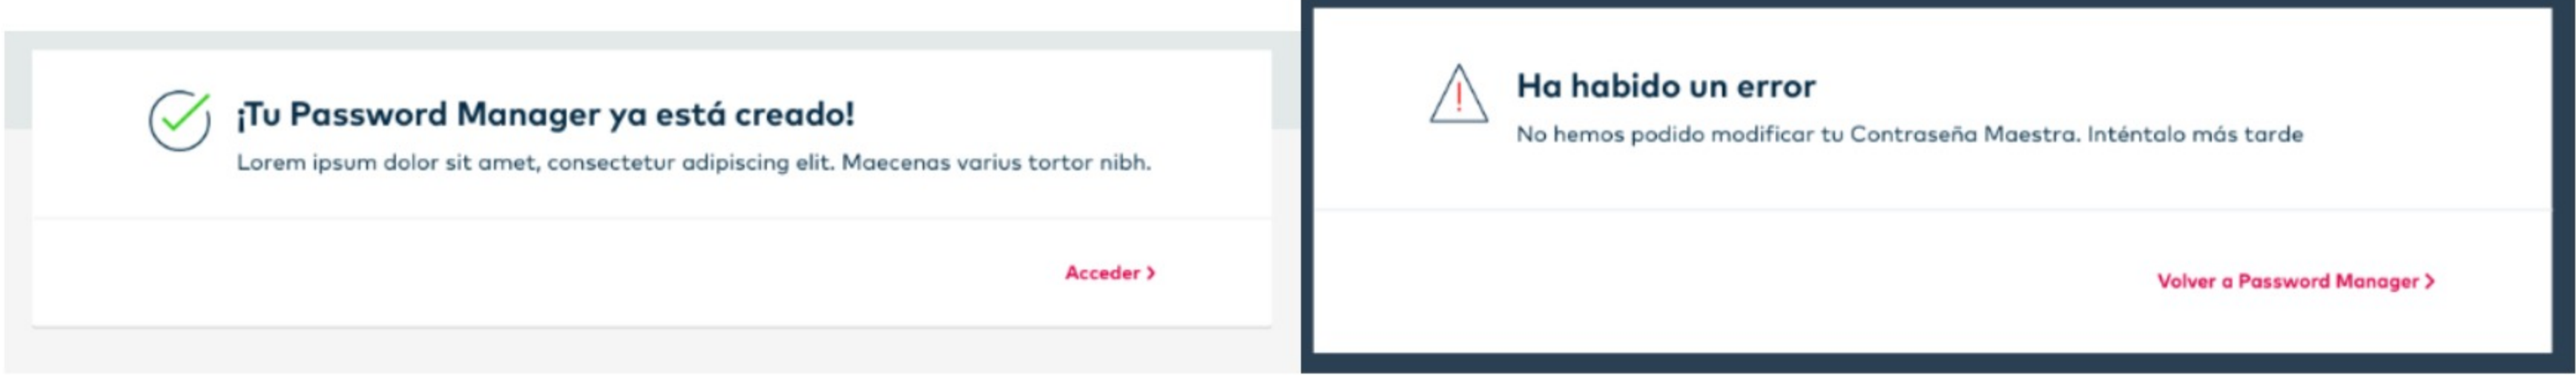 ¡Tu Password Manager ya está creado!
Lorem ipsum dolor sit amet, consectetur adipiscing elit. Maecenas varius tortor nibh.
Acceder >
Ha habido un error
No hemos podido modificar tu Contraseña Maestra. Inténtalo más tarde
Volver a Password Manager >